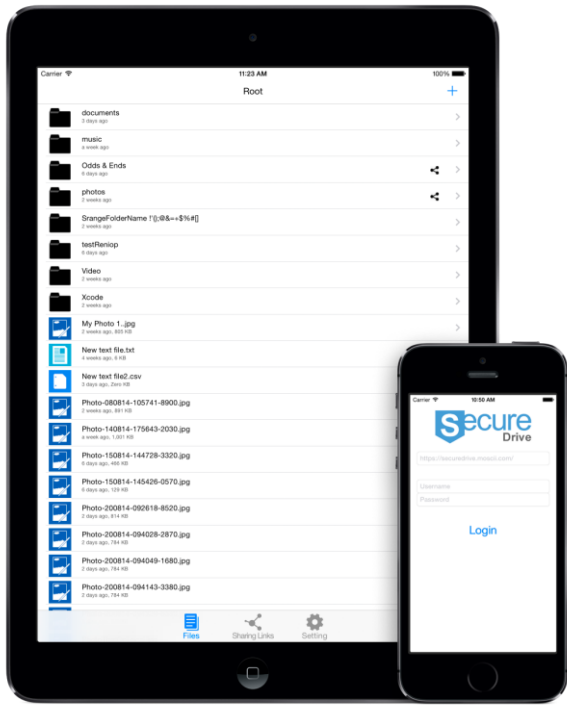 Carrier
11:23 AM
100%
Root
documents
3 days ago
music
a week ago
Odds & Ends
6 days ago
photos
2 weeks ago
2 weeks ago
testReniop
6 days ago
Video
2 weeks ago
Xcode
2 weeks ago
My Photo 1..jpg
2 weeks ago, 805 KB
New text file.txt
4 weeks ago, 6 KB
New text file2.csv
3 days ago, Zero KB
Photo-080814-105741-8900.jpg
2 weeks ago, 891 KB
Photo-140814-175643-2030.jpg
a week ago, 1,001 KB
Photo-150814-144728-3320.jpg
6 days ago, 466 KB
Photo-150814-145426-0570.jpg
6 days ago, 129 KB
Photo-200814-092618-8520.jpg
2 days ago, 814 KB
Photo-200814-094028-2870.jpg
2 days ago, 784 KB
Photo-200814-094049-1680.jpg
2 days ago, 784 KB
Photo-200814-094143-3380.jpg
2 days ago, 784 KB
Files
Sharing Links
Setting
Carrier
10:50 AM
Secure
Drive
Username
Password
Login